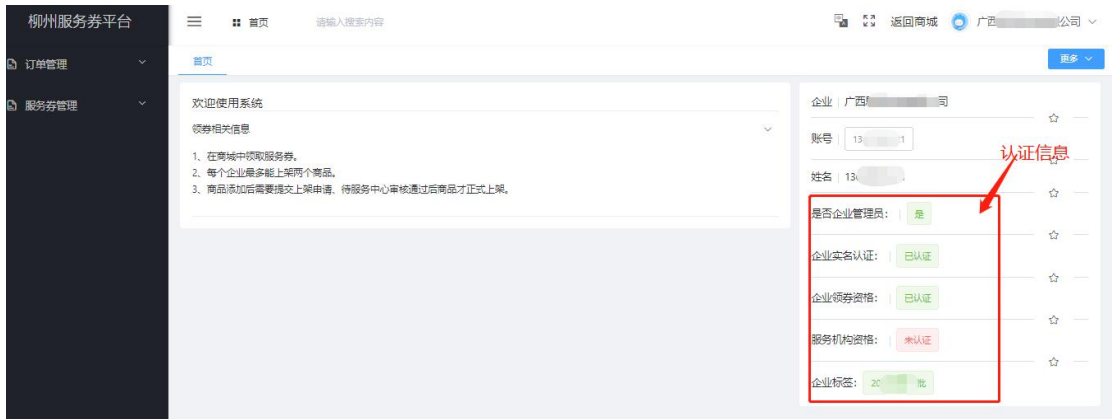 柳州服务券平台
首页
请输入搜索内容
返回商城
广西 公司
订单管理
服务券管理
首页
更多
欢迎使用系统
领券相关信息
1、在商城中领取服务券。
2、每个企业最多能上架两个商品。
3、商品添加后需要提交上架申请、待服务中心审核通过后商品才正式上架。
企业 广西 司
账号 13 1
认证信息
姓名 13
是否企业管理员： 是
企业实名认证： 已认证
企业领券资格： 已认证
服务机构资格： 未认证
企业标签： 20 批